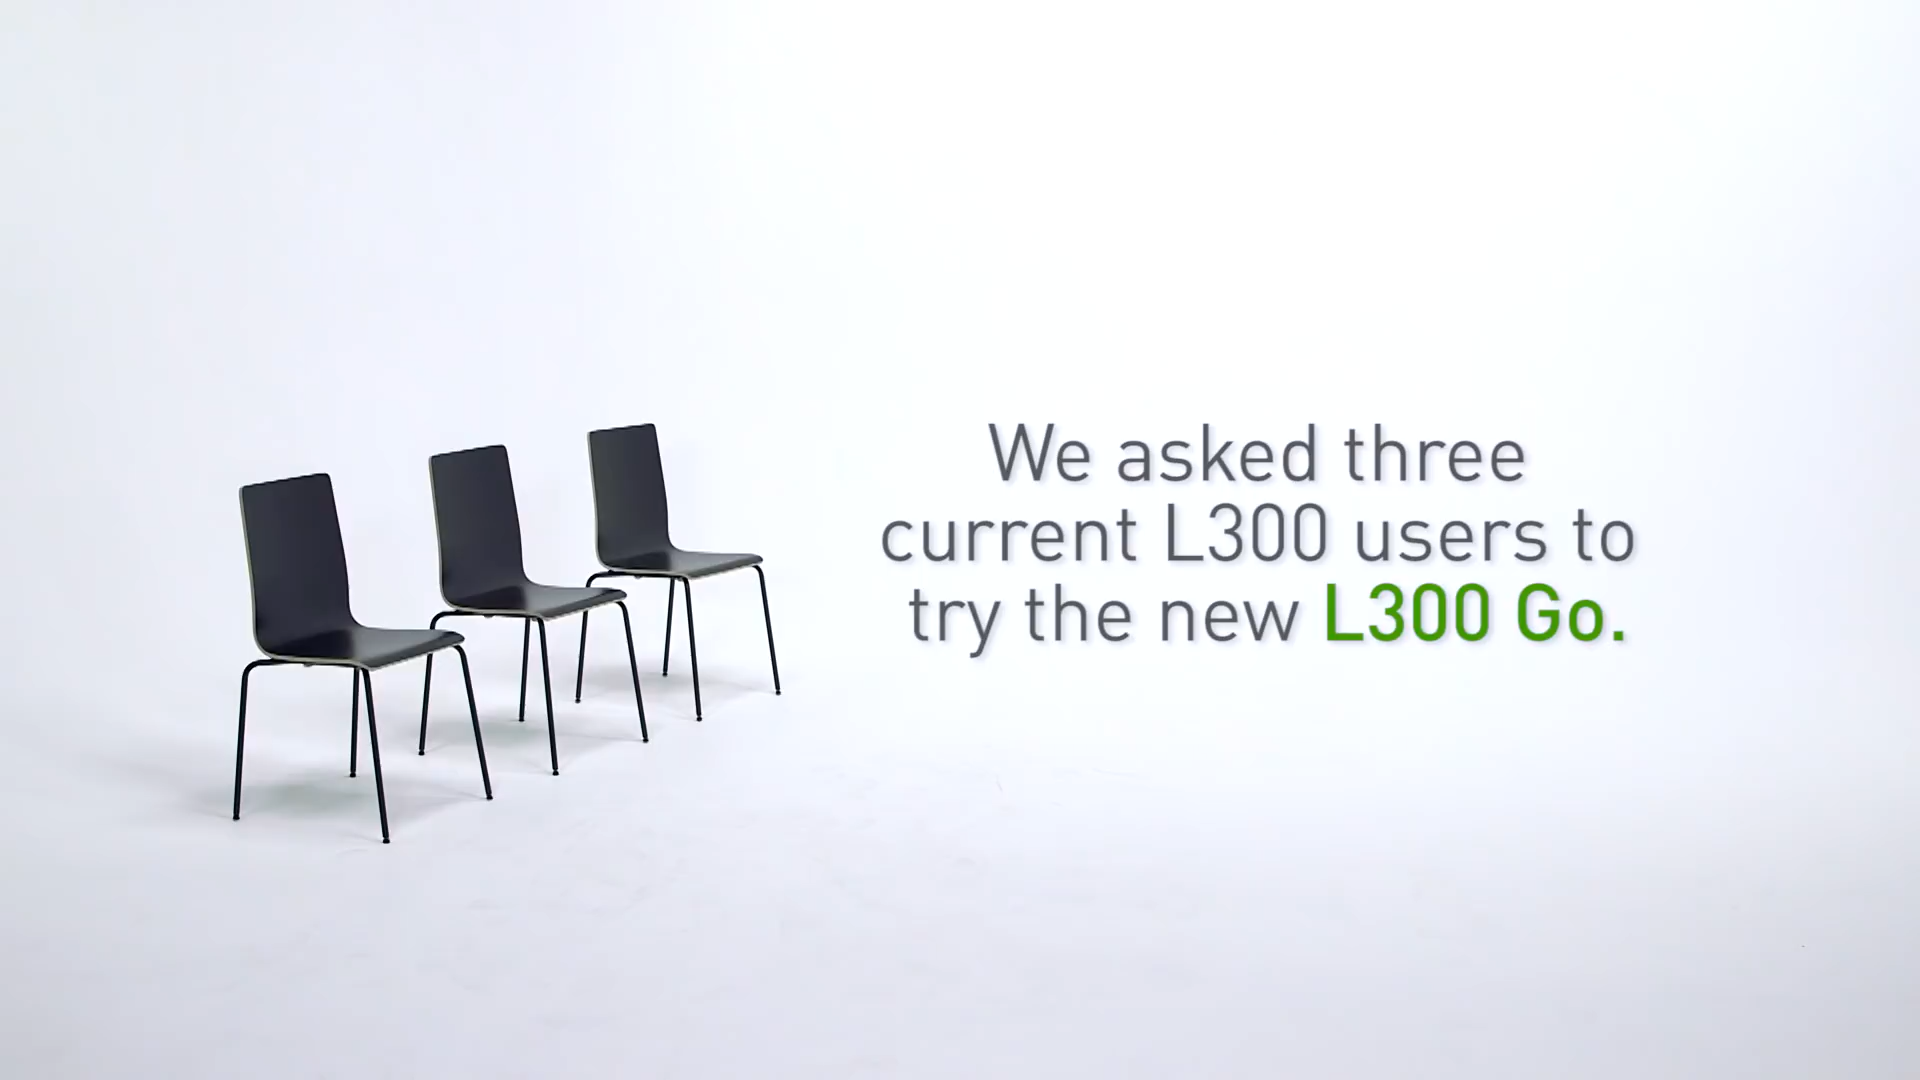 We asked three
current L300 users to
try the new L300 Go.